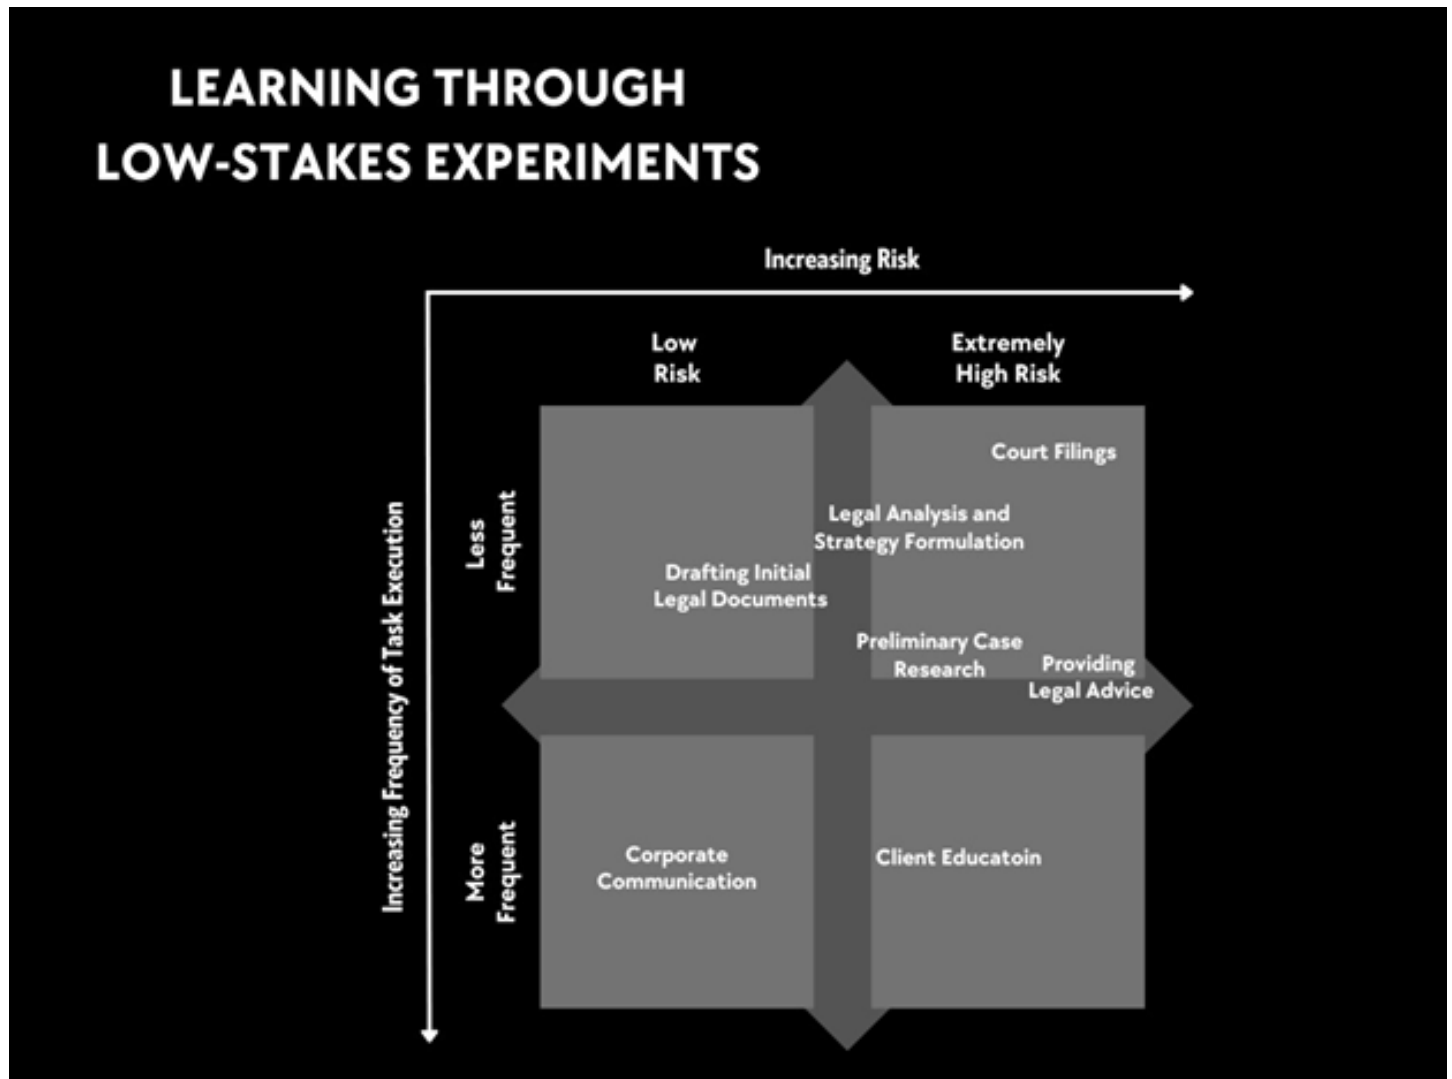 LEARNING THROUGH
LOW-STAKES EXPERIMENTS
Increasing Risk
Low
Risk
Extremely
High Risk
Increasing Frequency of Task Execution
Less
Frequent
Court Filings
Legal Analysis and
Strategy Formulation
Drafting Initial
Legal Documents
Preliminary Case
Research
Providing
Legal Advice
More
Frequent
Corporate
Communication
Client Educatoin